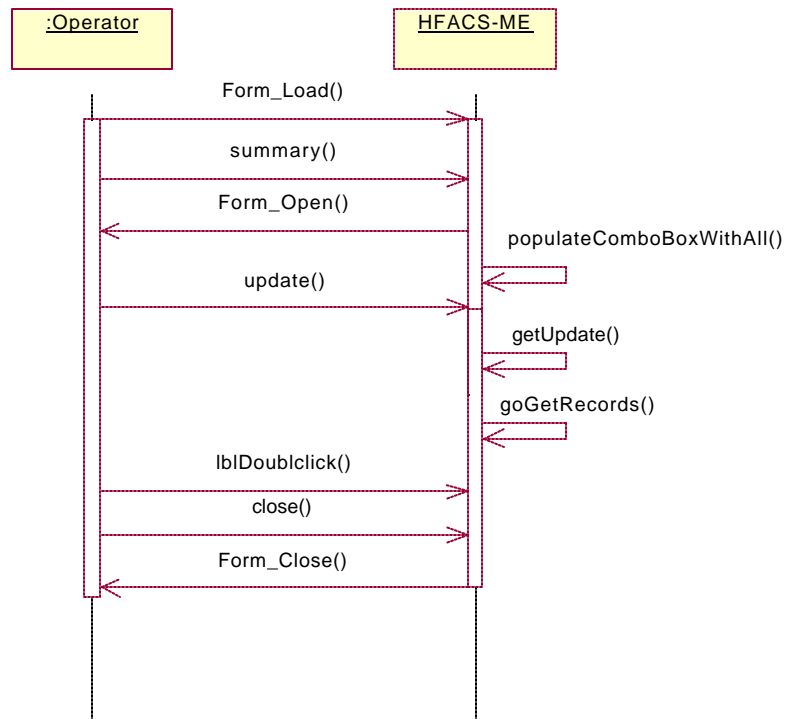 :Operator
HFACS-ME
Form_Load()
summary()
Form_Open()
populateComboBoxWithAll()
update()
getUpdate()
goGetRecords()
lblDoublclick()
close()
Form_Close()